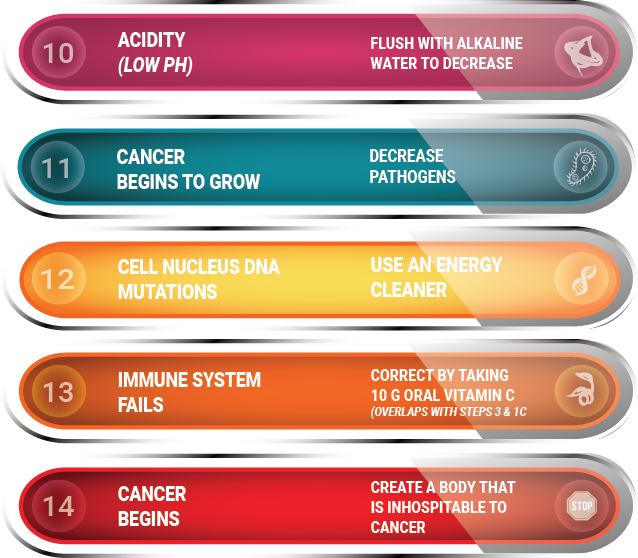 10
ACIDITY
(LOW PH)
FLUSH WITH ALKALINE
WATER TO DECREASE
11
CANCER
BEGINS TO GROW
DECREASE
PATHOGENS
12
CELL NUCLEUS DNA
MUTATIONS
USE AN ENERGY
CLEANER
13
IMMUNE SYSTEM
FAILS
CORRECT BY TAKING
10 G ORAL VITAMIN C
(OVERLAPS WITH STEPS 3 & 1C
14
CANCER
BEGINS
CREATE A BODY THAT
IS INHOSPITABLE TO
CANCER
STOP